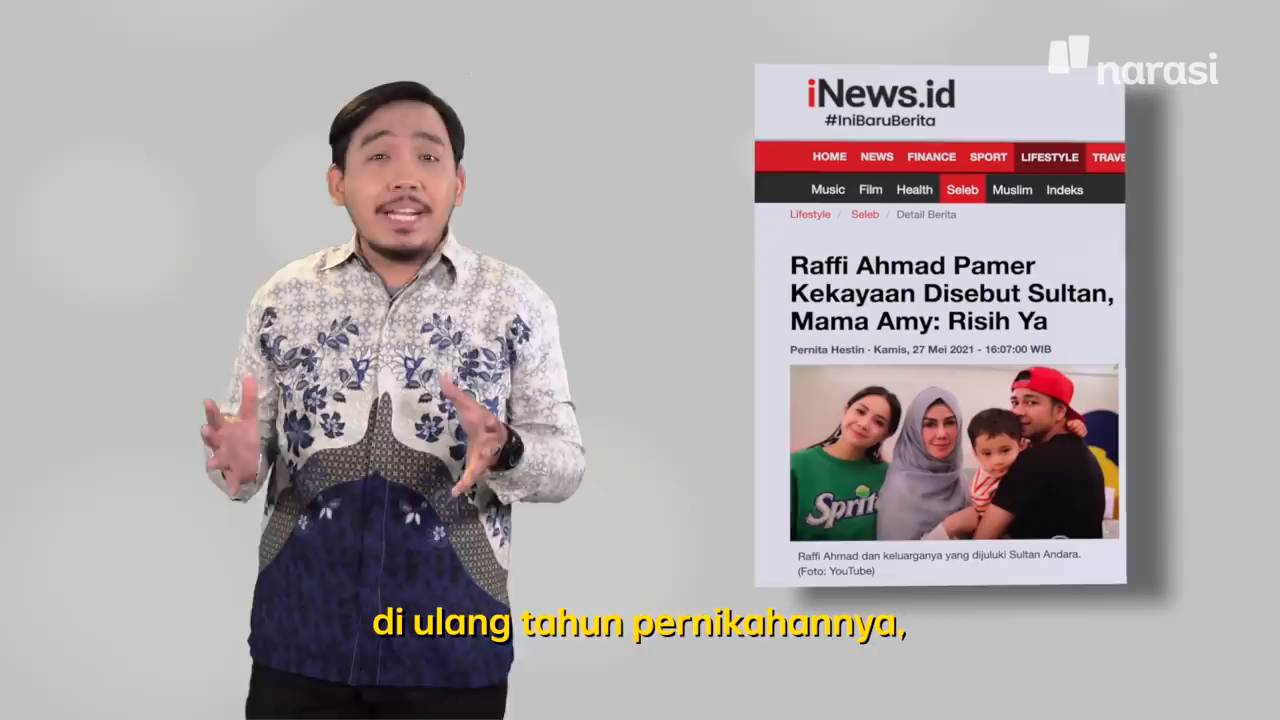 narasi
iNews.id
#IniBaruBerita
HOME NEWS FINANCE SPORT LIFESTYLE TRAVE
Music Film Health Seleb Muslim Indeks
Lifestyle / Seleb / Detail Berita
Raffi Ahmad Pamer
Kekayaan Disebut Sultan,
Mama Amy: Risih Ya
Pernita Hestin · Kamis, 27 Mei 2021 - 16:07:00 WIB
Sprite
Raffi Ahmad dan keluarganya yang dijuluki Sultan Andara.
(Foto: YouTube)
di ulang tahun pernikahannya,